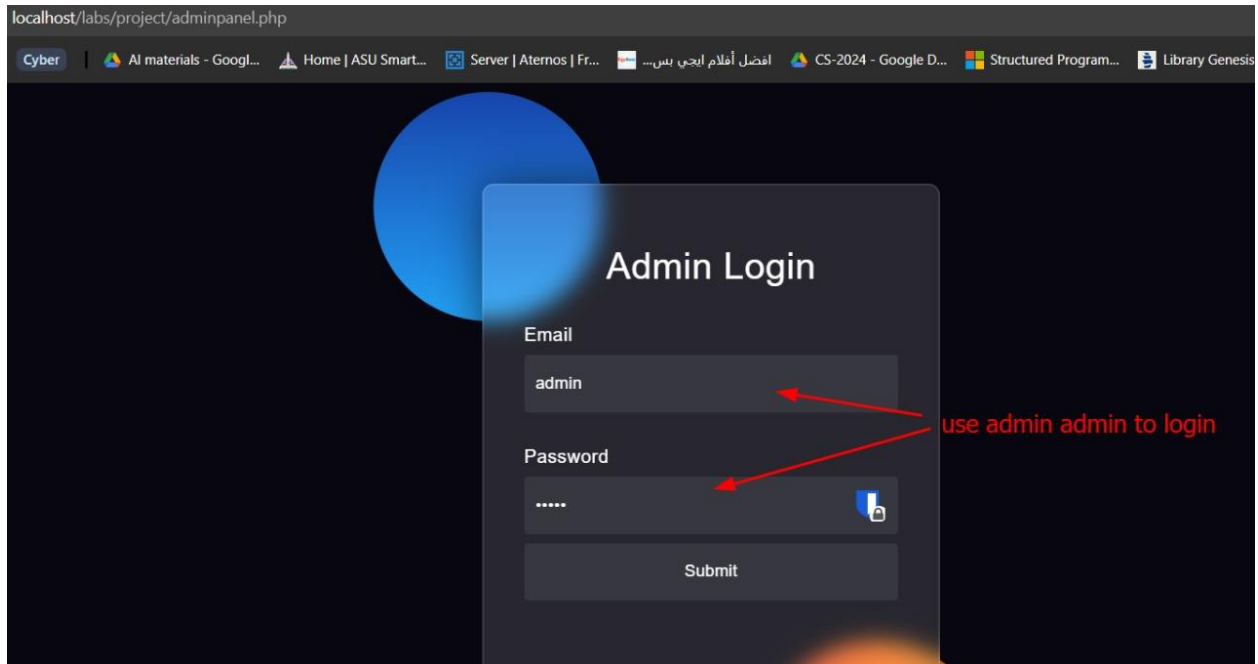 localhost/labs/project/adminpanel.php
Cyber AI materials - Googl... Home | ASU Smart... Server | Aternos | Fr... افضل أفلام ايجي بس... CS-2024 - Google D... Structured Program... Library Genesis
Admin Login
Email
admin
use admin admin to login
Password
•••••
Submit